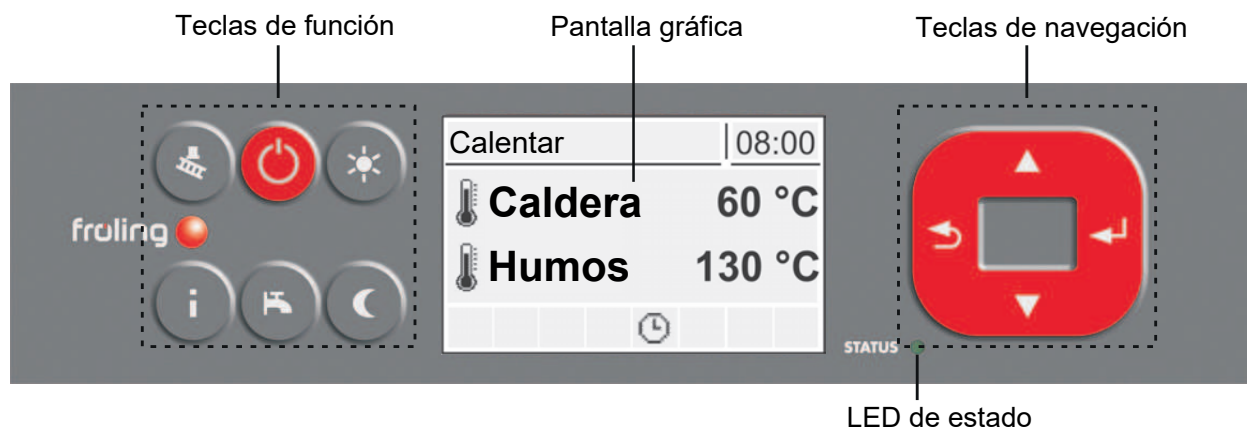 Teclas de función
Pantalla gráfica
Teclas de navegación
Calentar 08:00
Caldera 60 °C
Humos 130 °C
froling
i
STATUS
LED de estado